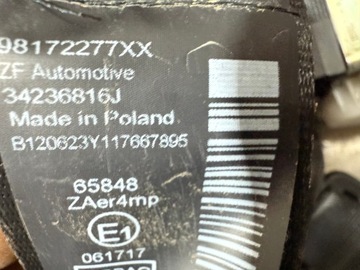 98172277XX
ZF Automotive
34236816J
Made in Poland
B120623Y117667895
65848
ZAer4mp
E1
061717